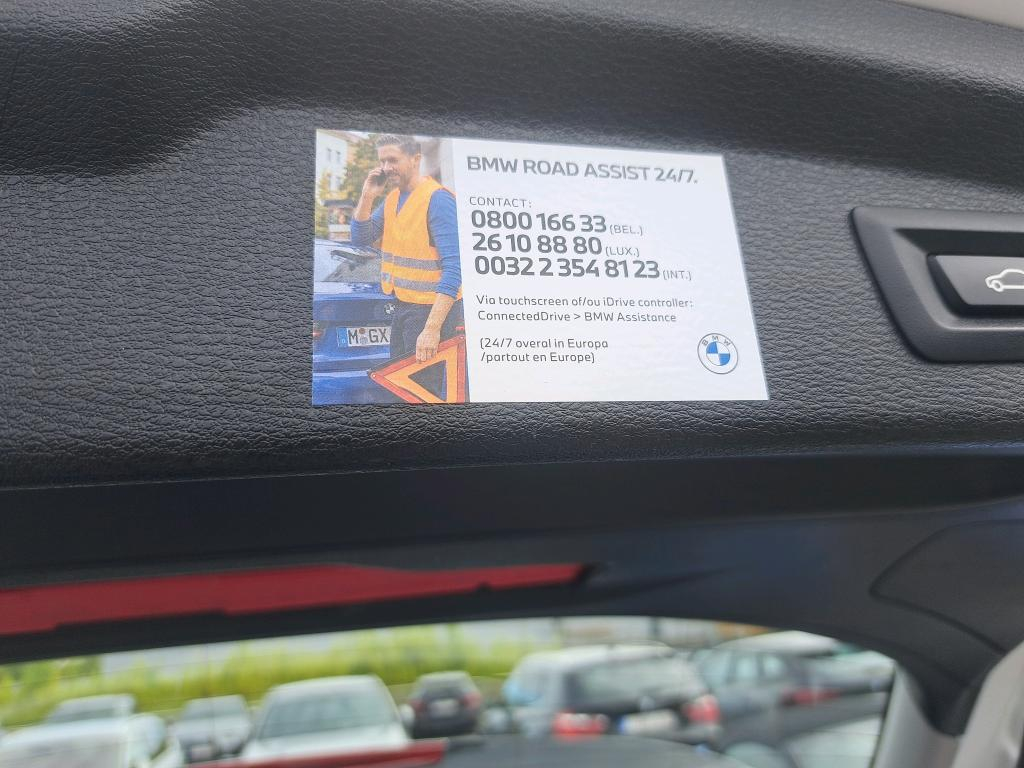 BMW ROAD ASSIST 24/7.
CONTACT:
0800 166 33 (BEL.)
26 10 88 80 (LUX.)
0032 2 354 81 23 (INT.)
Via touchscreen of/ou iDrive controller:
ConnectedDrive > BMW Assistance
(24/7 overal in Europa
/partout en Europe)
BMW
M GX